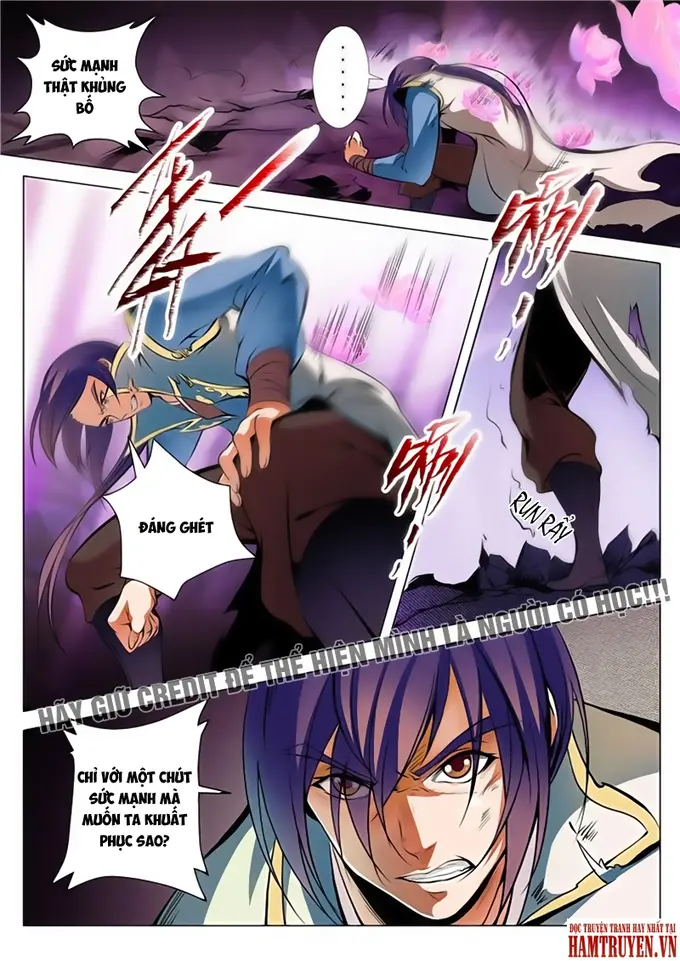 SỨC MẠNH
THẬT KHỦNG
BỐ
......
ĐÁNG GHÉT
RUN RẨY
HÃY GIỮ CREDIT ĐỂ THỂ HIỆN MÌNH LÀ NGƯỜI CÓ HỌC!!!
CHỈ VỚI MỘT CHÚT
SỨC MẠNH MÀ
MUỐN TA KHUẤT
PHỤC SAO?
ĐỌC TRUYỆN TRANH HAY NHẤT TẠI
HAMTRUYEN.VN